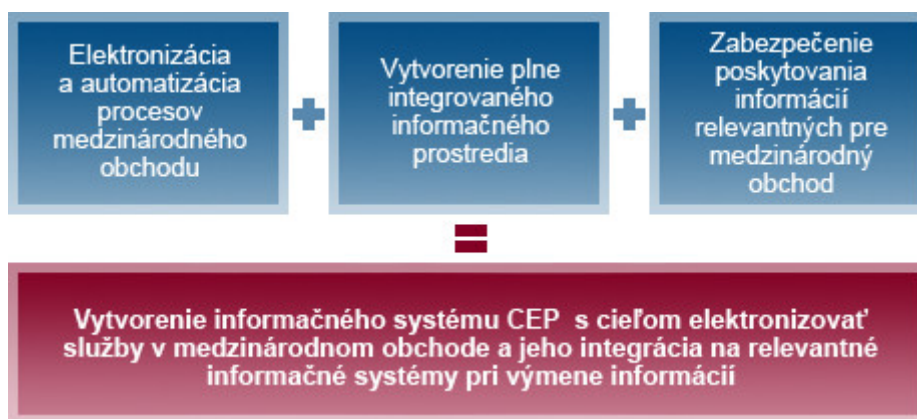 Elektronizácia
a automatizácia
procesov
medzinárodného
obchodu
Vytvorenie plne
integrovaného
informačného
prostredia
Zabezpečenie
poskytovania
informácií
relevantných pre
medzinárodný
obchod
Vytvorenie informačného systému CEP s cieľom elektronizovať
služby v medzinárodnom obchode a jeho integrácia na relevantné
informačné systémy pri výmene informácií